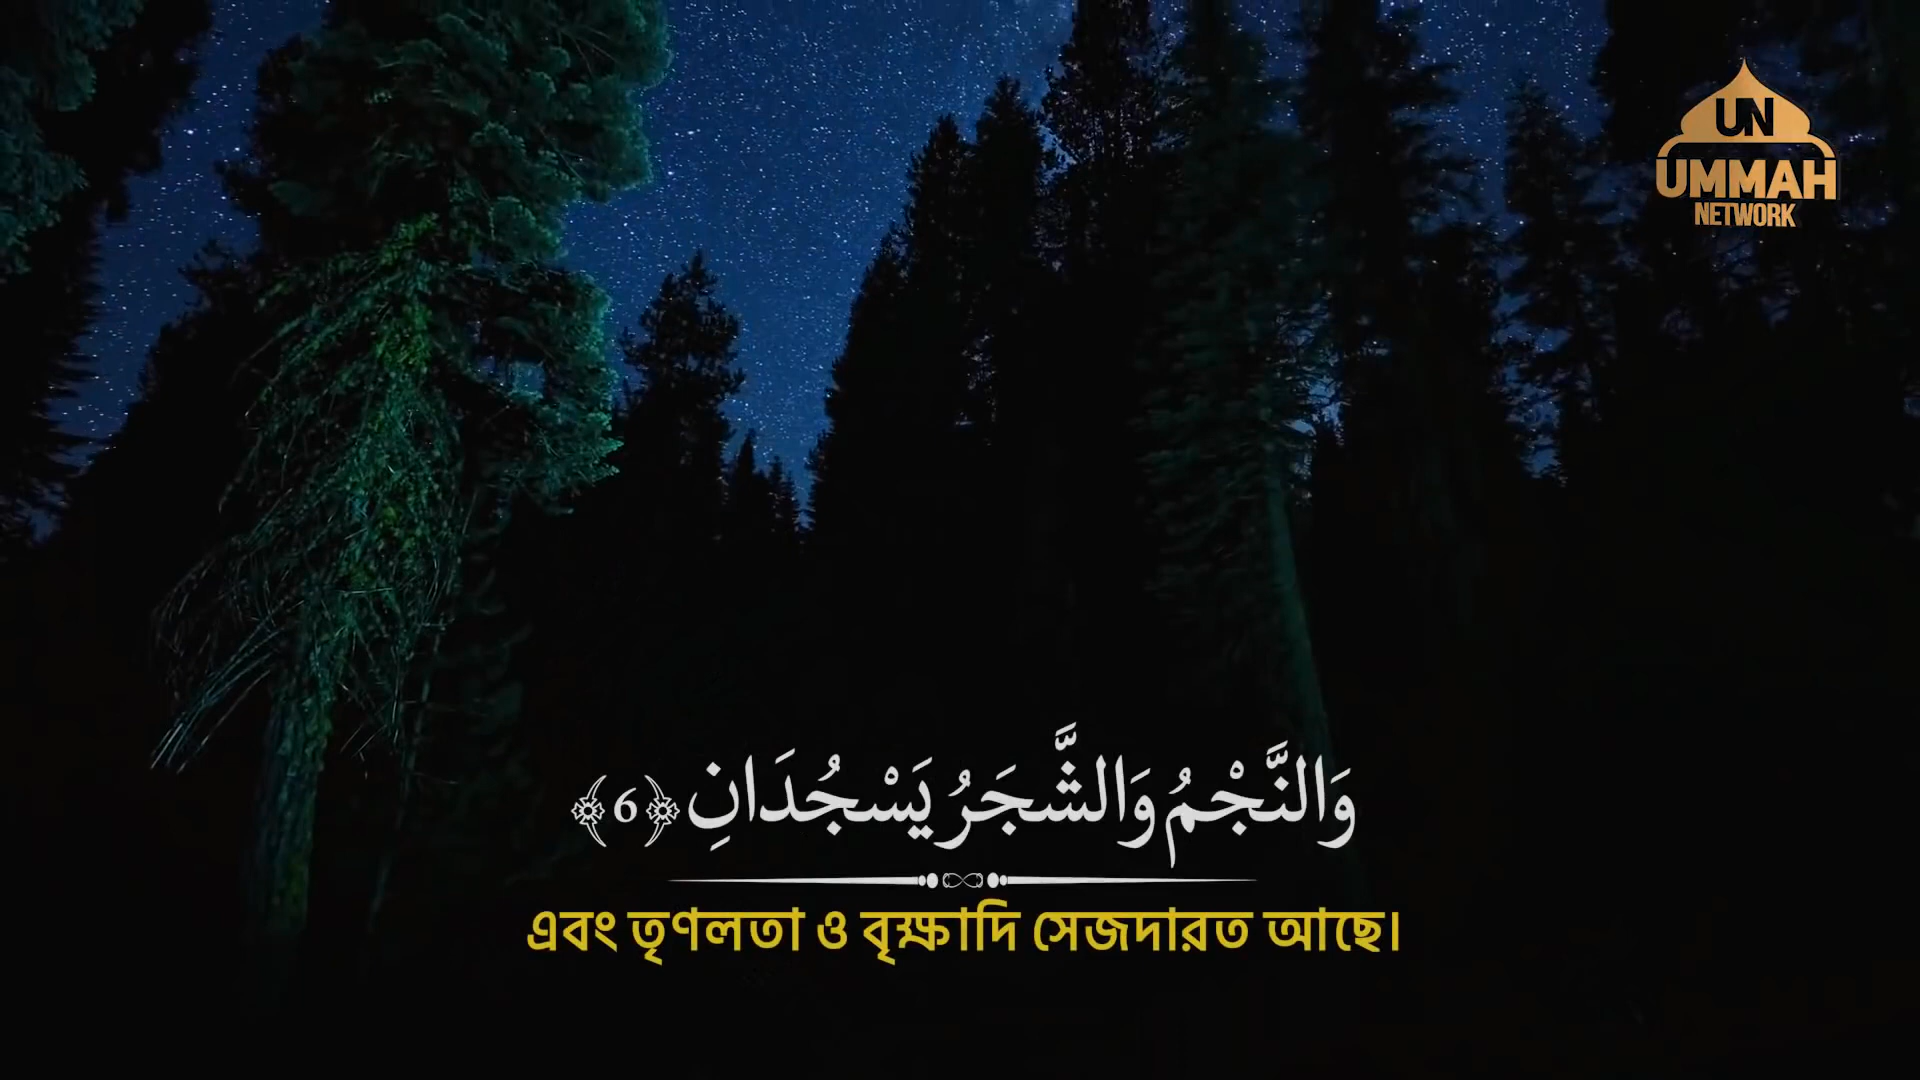 UN
UMMAH
NETWORK
وَالنَّجْمُ وَالشَّجَرُ يَسْجُدَانِ ﴿6﴾
এবং তৃণলতা ও বৃক্ষাদি সেজদারত আছে।